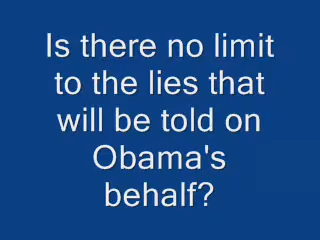 Is there no limit
to the lies that
will be told on
Obama's
behalf?